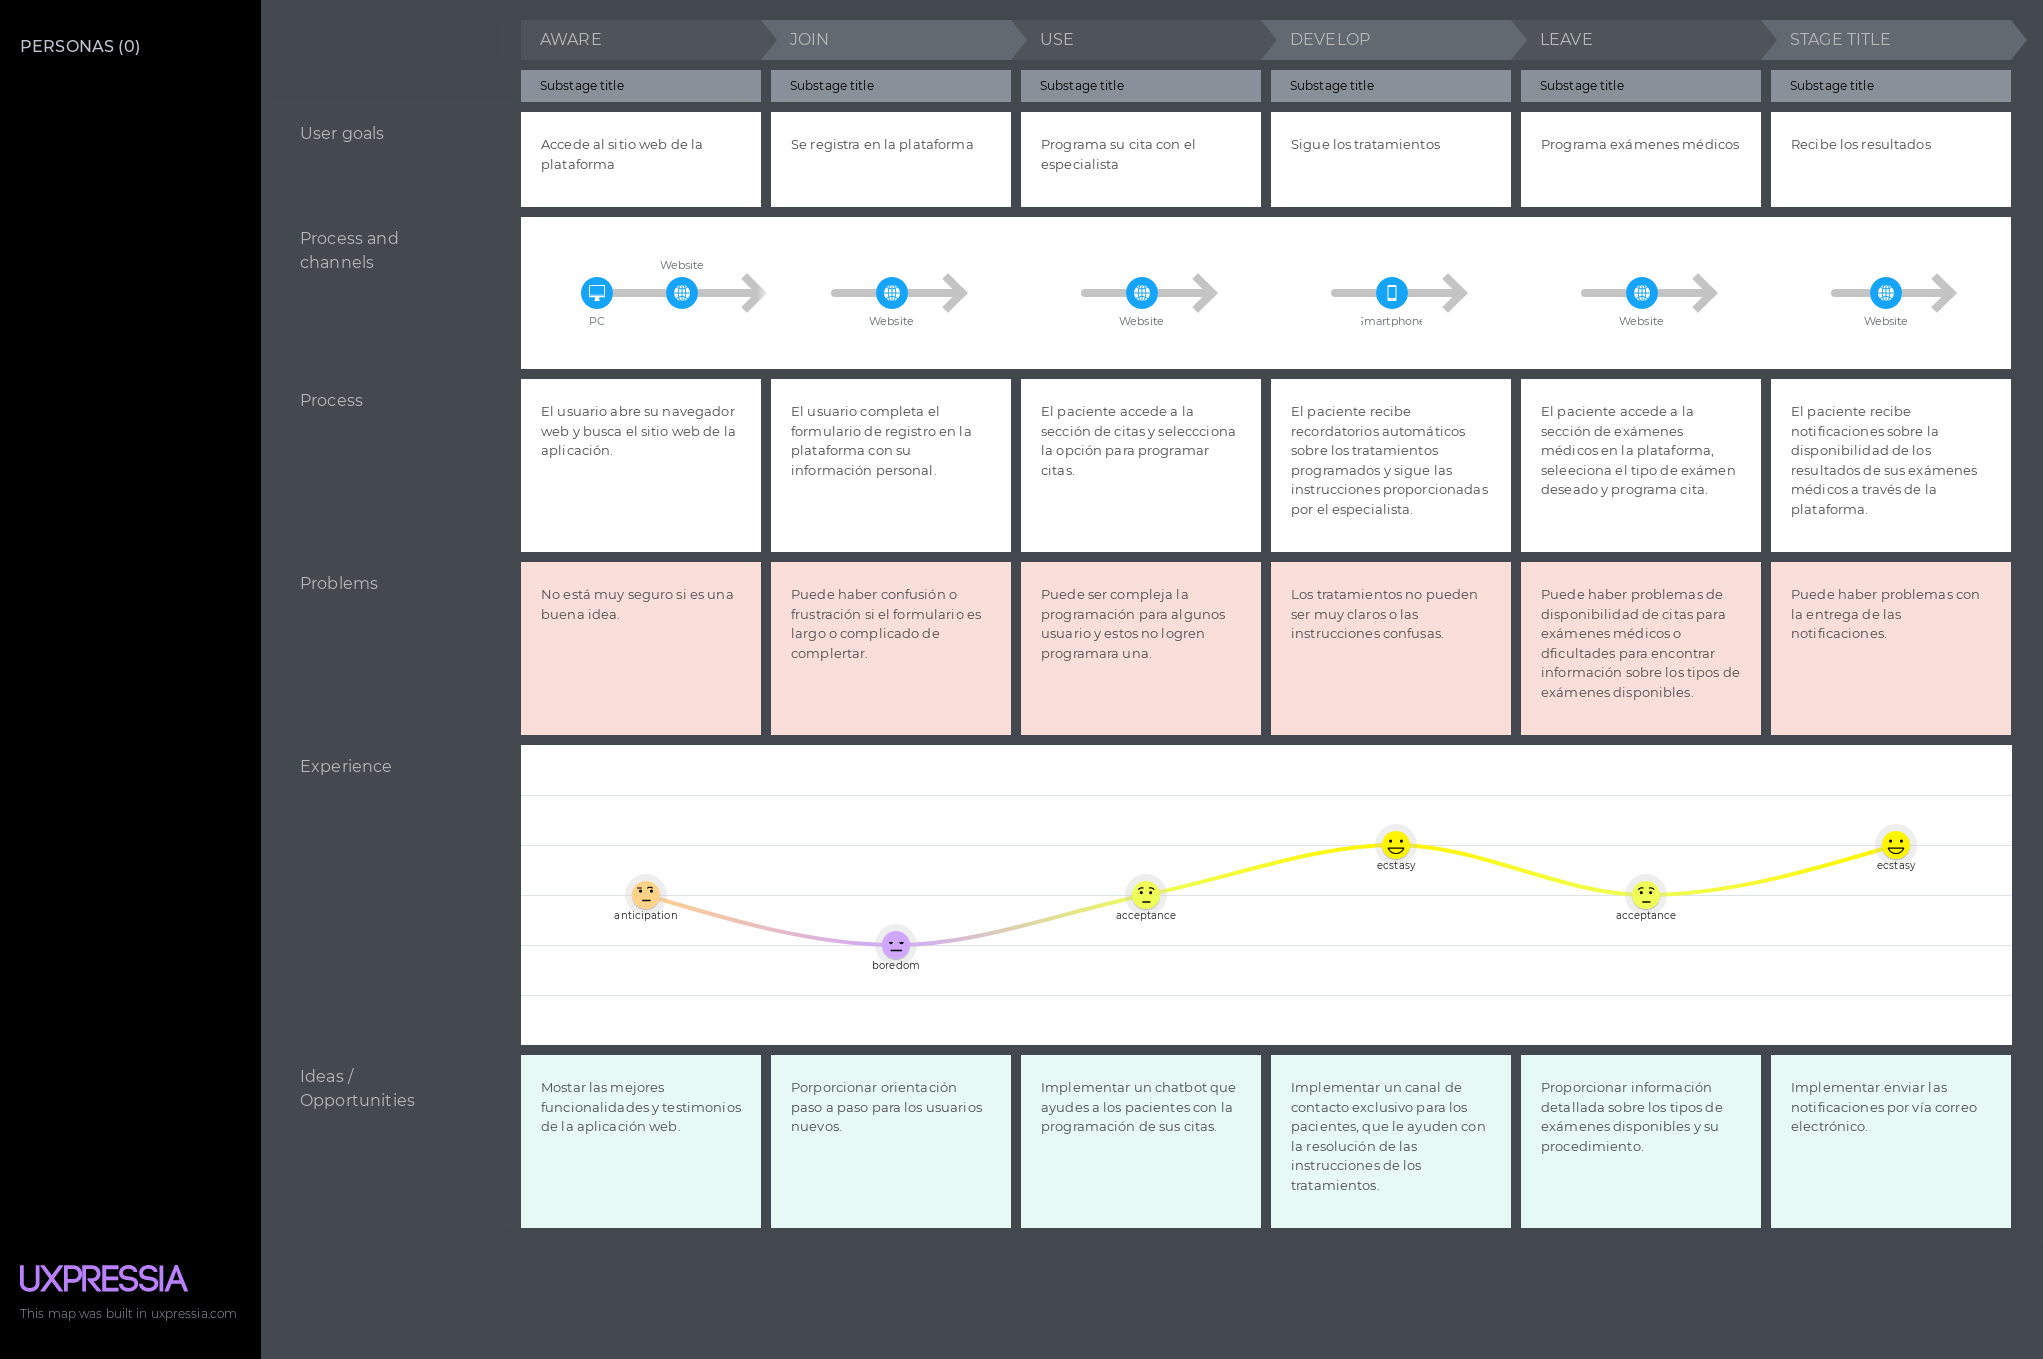 PERSONAS (0)
AWARE
JOIN
USE
DEVELOP
LEAVE
STAGE TITLE
Substage title
Substage title
Substage title
Substage title
Substage title
Substage title
User goals
Accede al sitio web de la
plataforma
Se registra en la plataforma
Programa su cita con el
especialista
Sigue los tratamientos
Programa exámenes médicos
Recibe los resultados
Process and
channels
PC
Website
Website
Website
Smartphone
Website
Website
Process
El usuario abre su navegador
web y busca el sitio web de la
aplicación.
El usuario completa el
formulario de registro en la
plataforma con su
información personal.
El paciente accede a la
sección de citas y seleccciona
la opción para programar
citas.
El paciente recibe
recordatorios automáticos
sobre los tratamientos
programados y sigue las
instrucciones proporcionadas
por el especialista.
El paciente accede a la
sección de exámenes
médicos en la plataforma,
seleeciona el tipo de exámen
deseado y programa cita.
El paciente recibe
notificaciones sobre la
disponibilidad de los
resultados de sus exámenes
médicos a través de la
plataforma.
Problems
No está muy seguro si es una
buena idea.
Puede haber confusión o
frustración si el formulario es
largo o complicado de
complertar.
Puede ser compleja la
programación para algunos
usuario y estos no logren
programara una.
Los tratamientos no pueden
ser muy claros o las
instrucciones confusas.
Puede haber problemas de
disponibilidad de citas para
exámenes médicos o
dficultades para encontrar
información sobre los tipos de
exámenes disponibles.
Puede haber problemas con
la entrega de las
notificaciones.
Experience
anticipation
boredom
acceptance
ecstasy
acceptance
ecstasy
Ideas /
Opportunities
Mostar las mejores
funcionalidades y testimonios
de la aplicación web.
Porporcionar orientación
paso a paso para los usuarios
nuevos.
Implementar un chatbot que
ayudes a los pacientes con la
programación de sus citas.
Implementar un canal de
contacto exclusivo para los
pacientes, que le ayuden con
la resolución de las
instrucciones de los
tratamientos.
Proporcionar información
detallada sobre los tipos de
exámenes disponibles y su
procedimiento.
Implementar enviar las
notificaciones por vía correo
electrónico.
UXPRESSIA
This map was built in uxpressia.com